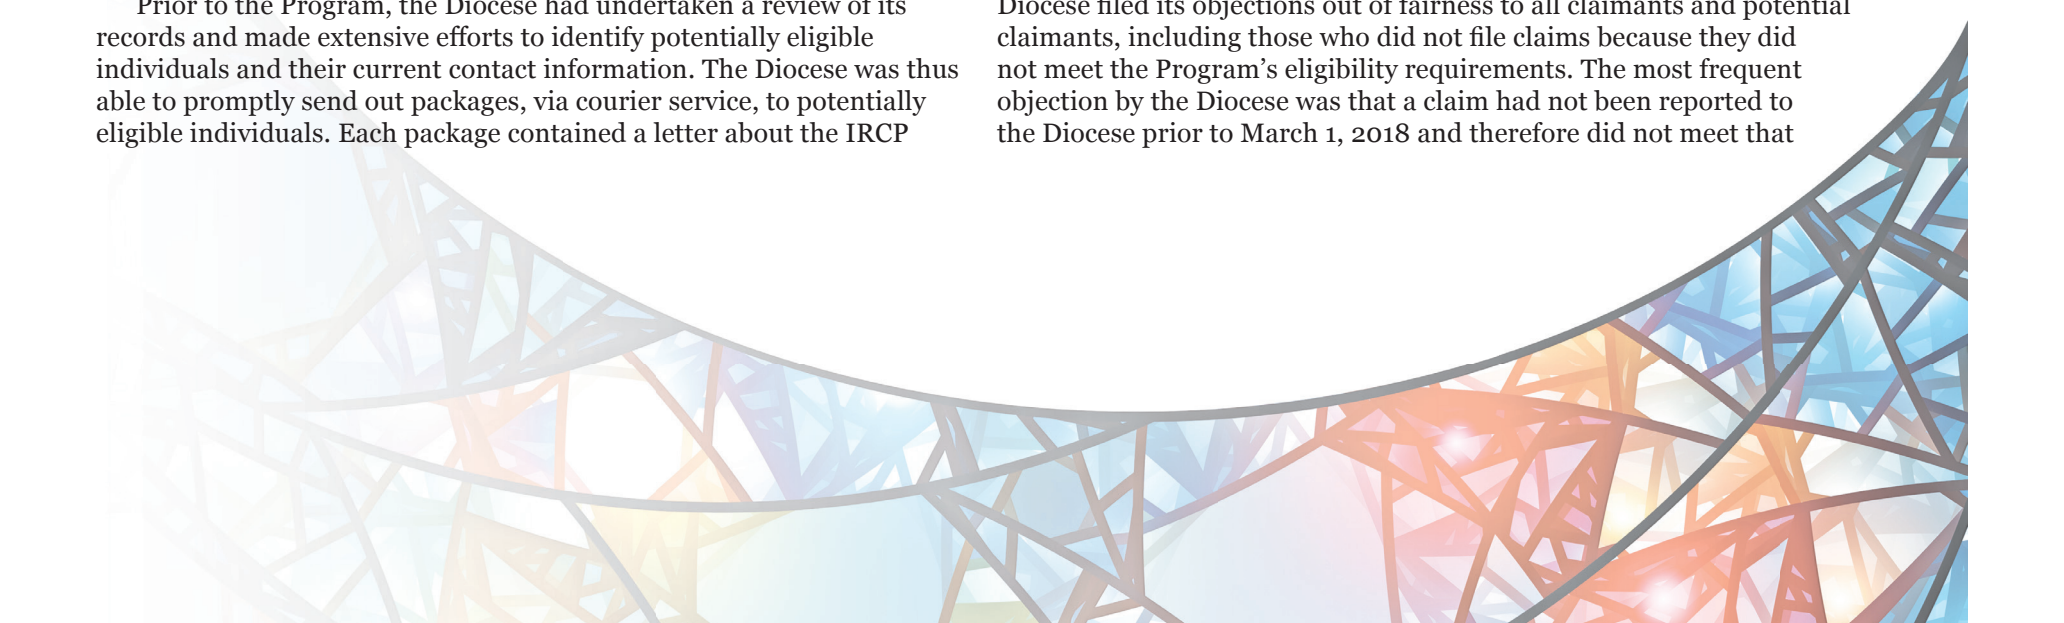 Prior to the Program, the Diocese had undertaken a review of its
records and made extensive efforts to identify potentially eligible
individuals and their current contact information. The Diocese was thus
able to promptly send out packages, via courier service, to potentially
eligible individuals. Each package contained a letter about the IRCP
Diocese filed its objections out of fairness to all claimants and potential
claimants, including those who did not file claims because they did
not meet the Program’s eligibility requirements. The most frequent
objection by the Diocese was that a claim had not been reported to
the Diocese prior to March 1, 2018 and therefore did not meet that